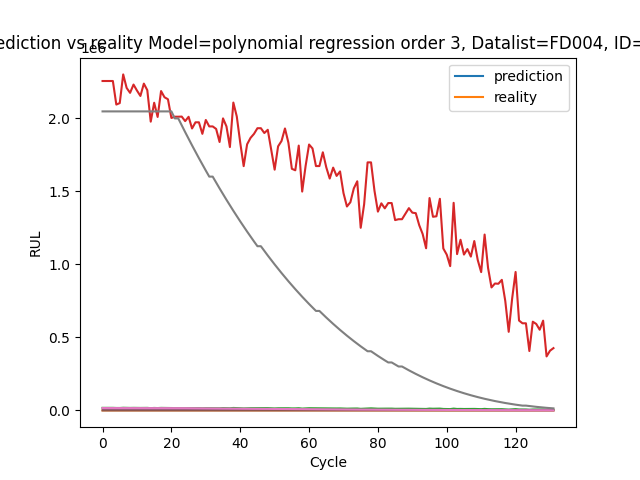 ediction vs reality Model=polynomial regression order 3, Datalist=FD004, ID=
1e6
prediction
reality
2.0
1.5
1.0
0.5
0.0
RUL
0 20 40 60 80 100 120
Cycle